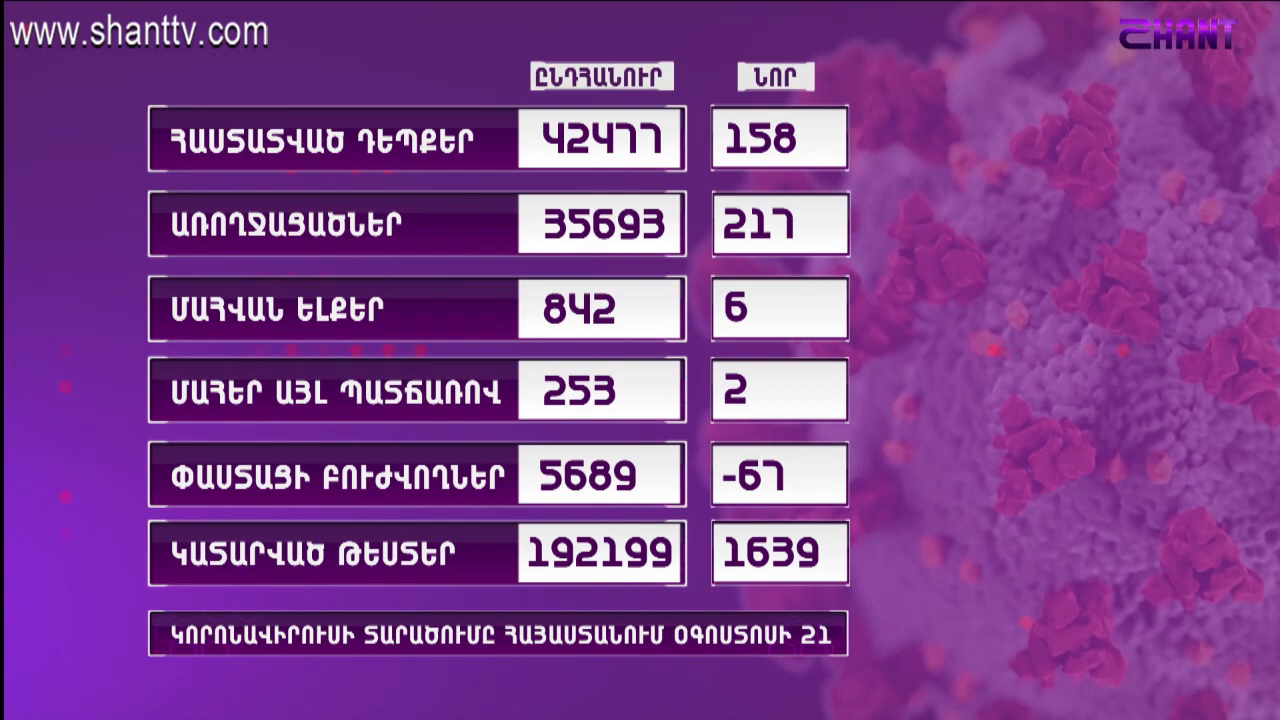 www.shanttv.com
SHANT
ԸՆԴՀԱՆՈՒՐ ՆՈՐ
ՀԱՍՏԱՏՎԱԾ ԴԵՊՔԵՐ 42477 158
ԱՌՈՂՋԱՑԱԾՆԵՐ 35693 217
ՄԱՀՎԱՆ ԵԼՔԵՐ 842 6
ՄԱՀԵՐ ԱՅԼ ՊԱՏՃԱՌՈՎ 253 2
ՓԱՍՏԱՑԻ ԲՈՒԺՎՈՂՆԵՐ 5689 -67
ԿԱՏԱՐՎԱԾ ԹԵՍՏԵՐ 192199 1639
ԿՈՐՈՆԱՎԻՐՈՒՍԻ ՏԱՐԱԾՈՒՄԸ ՀԱՅԱՍՏԱՆՈՒՄ ՕԳՈՍՏՈՍԻ 21